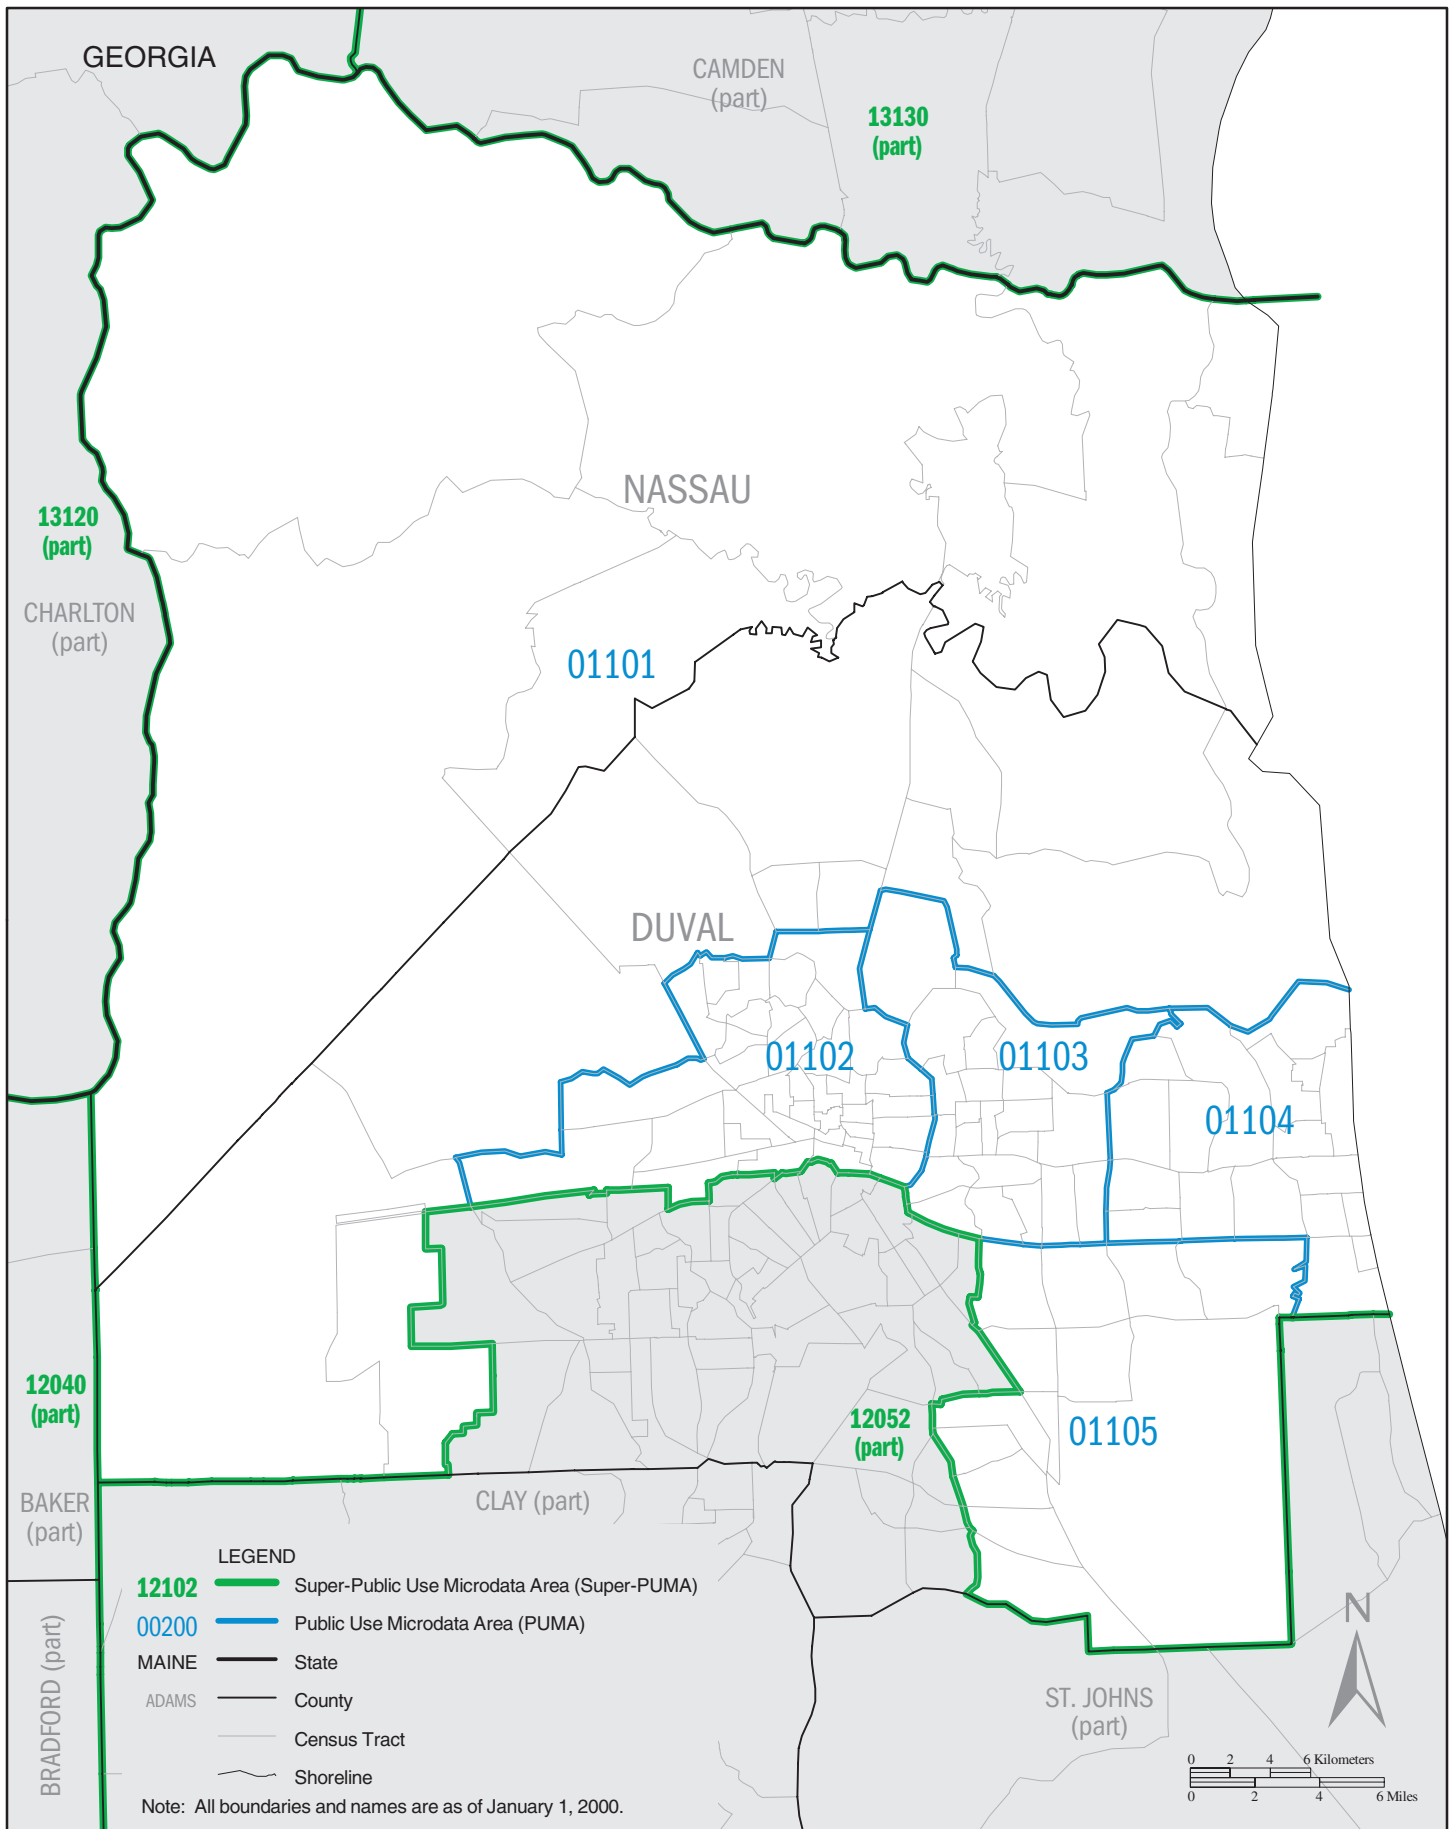 GEORGIA
CAMDEN
(part)
13130
(part)
NASSAU
13120
(part)
CHARLTON
(part)
01101
DUVAL
01102
01103
01104
12040
(part)
12052
(part)
01105
BAKER
(part)
CLAY (part)
LEGEND
12102 Super-Public Use Microdata Area (Super-PUMA)
00200 Public Use Microdata Area (PUMA)
MAINE State
ADAMS County
Census Tract
Shoreline
Note: All boundaries and names are as of January 1, 2000.
BRADFORD (part)
ST. JOHNS
(part)
N
0 2 4 6 Kilometers
0 2 4 6 Miles